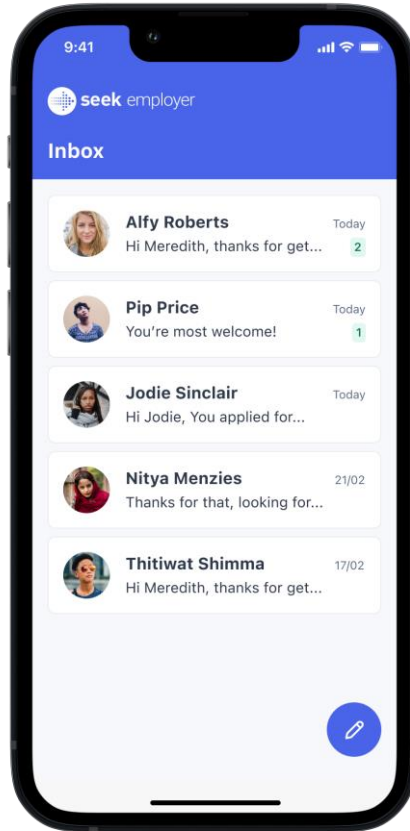 9:41
seek employer
Inbox
Alfy Roberts
Today
Hi Meredith, thanks for get...
2
Pip Price
Today
You’re most welcome!
1
Jodie Sinclair
Today
Hi Jodie, You applied for...
Nitya Menzies
21/02
Thanks for that, looking for...
Thitiwat Shimma
17/02
Hi Meredith, thanks for get...